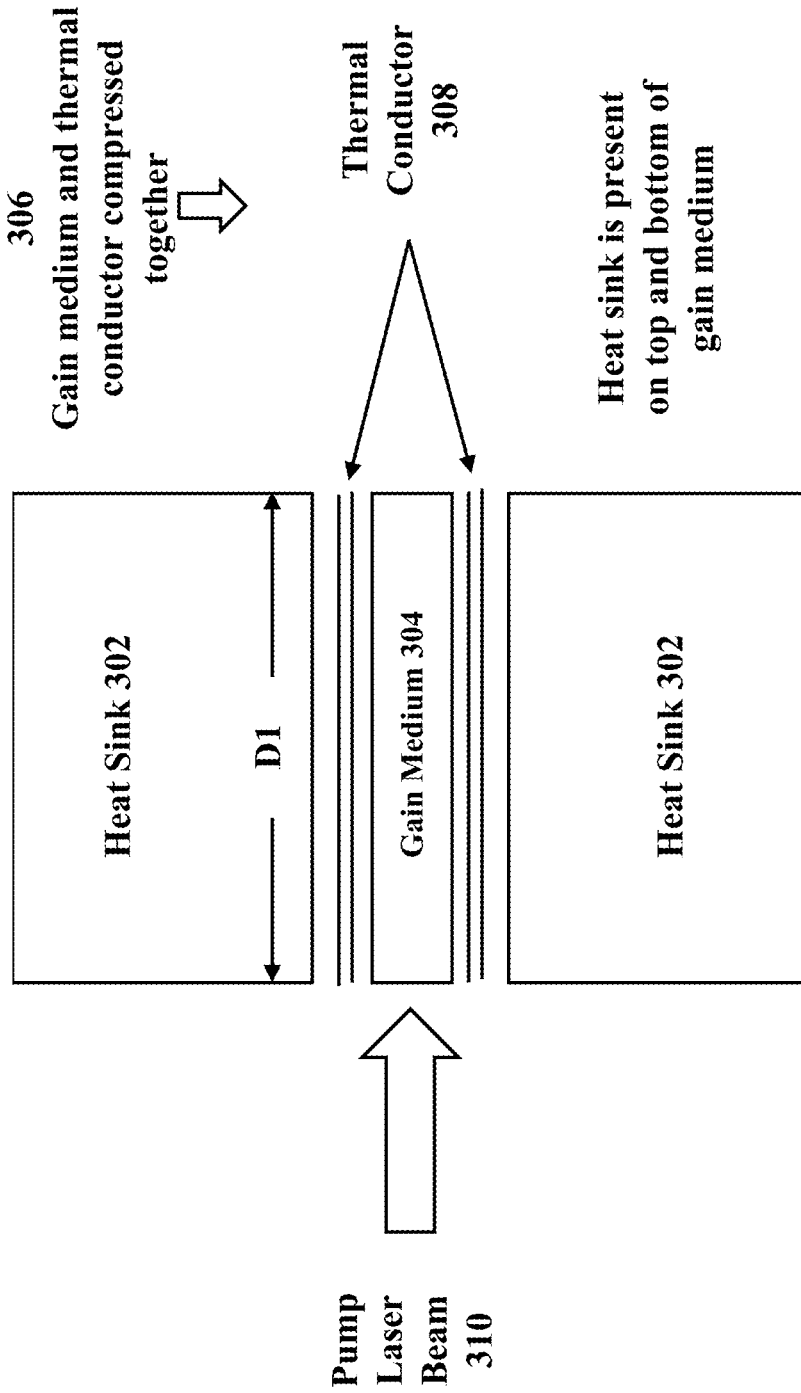 306
Gain medium and thermal
conductor compressed
together
Heat Sink 302
D1
Thermal
Conductor
308
Gain Medium 304
Pump
Laser
Beam
310
Heat Sink 302
Heat sink is present
on top and bottom of
gain medium